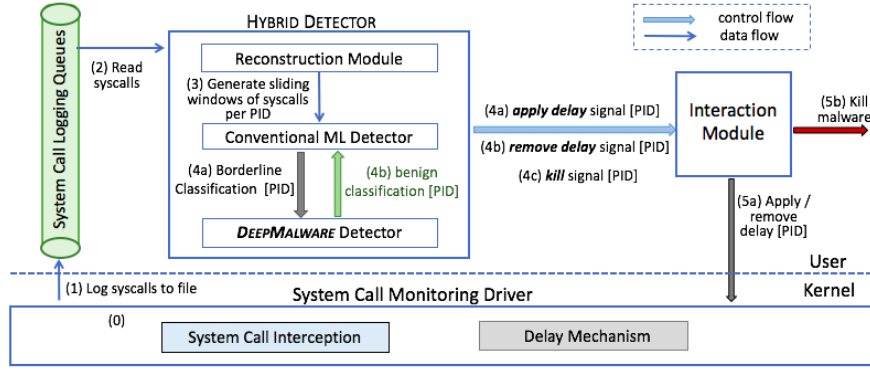 HYBRID DETECTOR
control flow
data flow
System Call Logging Queues
(2) Read
syscalls
Reconstruction Module
(3) Generate sliding
windows of syscalls
per PID
Conventional ML Detector
(4a) Borderline
Classification [PID]
(4b) benign
classification [PID]
DEEPMALWARE Detector
(4a) apply delay signal [PID]
(4b) remove delay signal [PID]
(4c) kill signal [PID]
Interaction
Module
(5b) Kill
malware
(5a) Apply /
remove
delay [PID]
User
Kernel
(1) Log syscalls to file
System Call Monitoring Driver
(0)
System Call Interception
Delay Mechanism